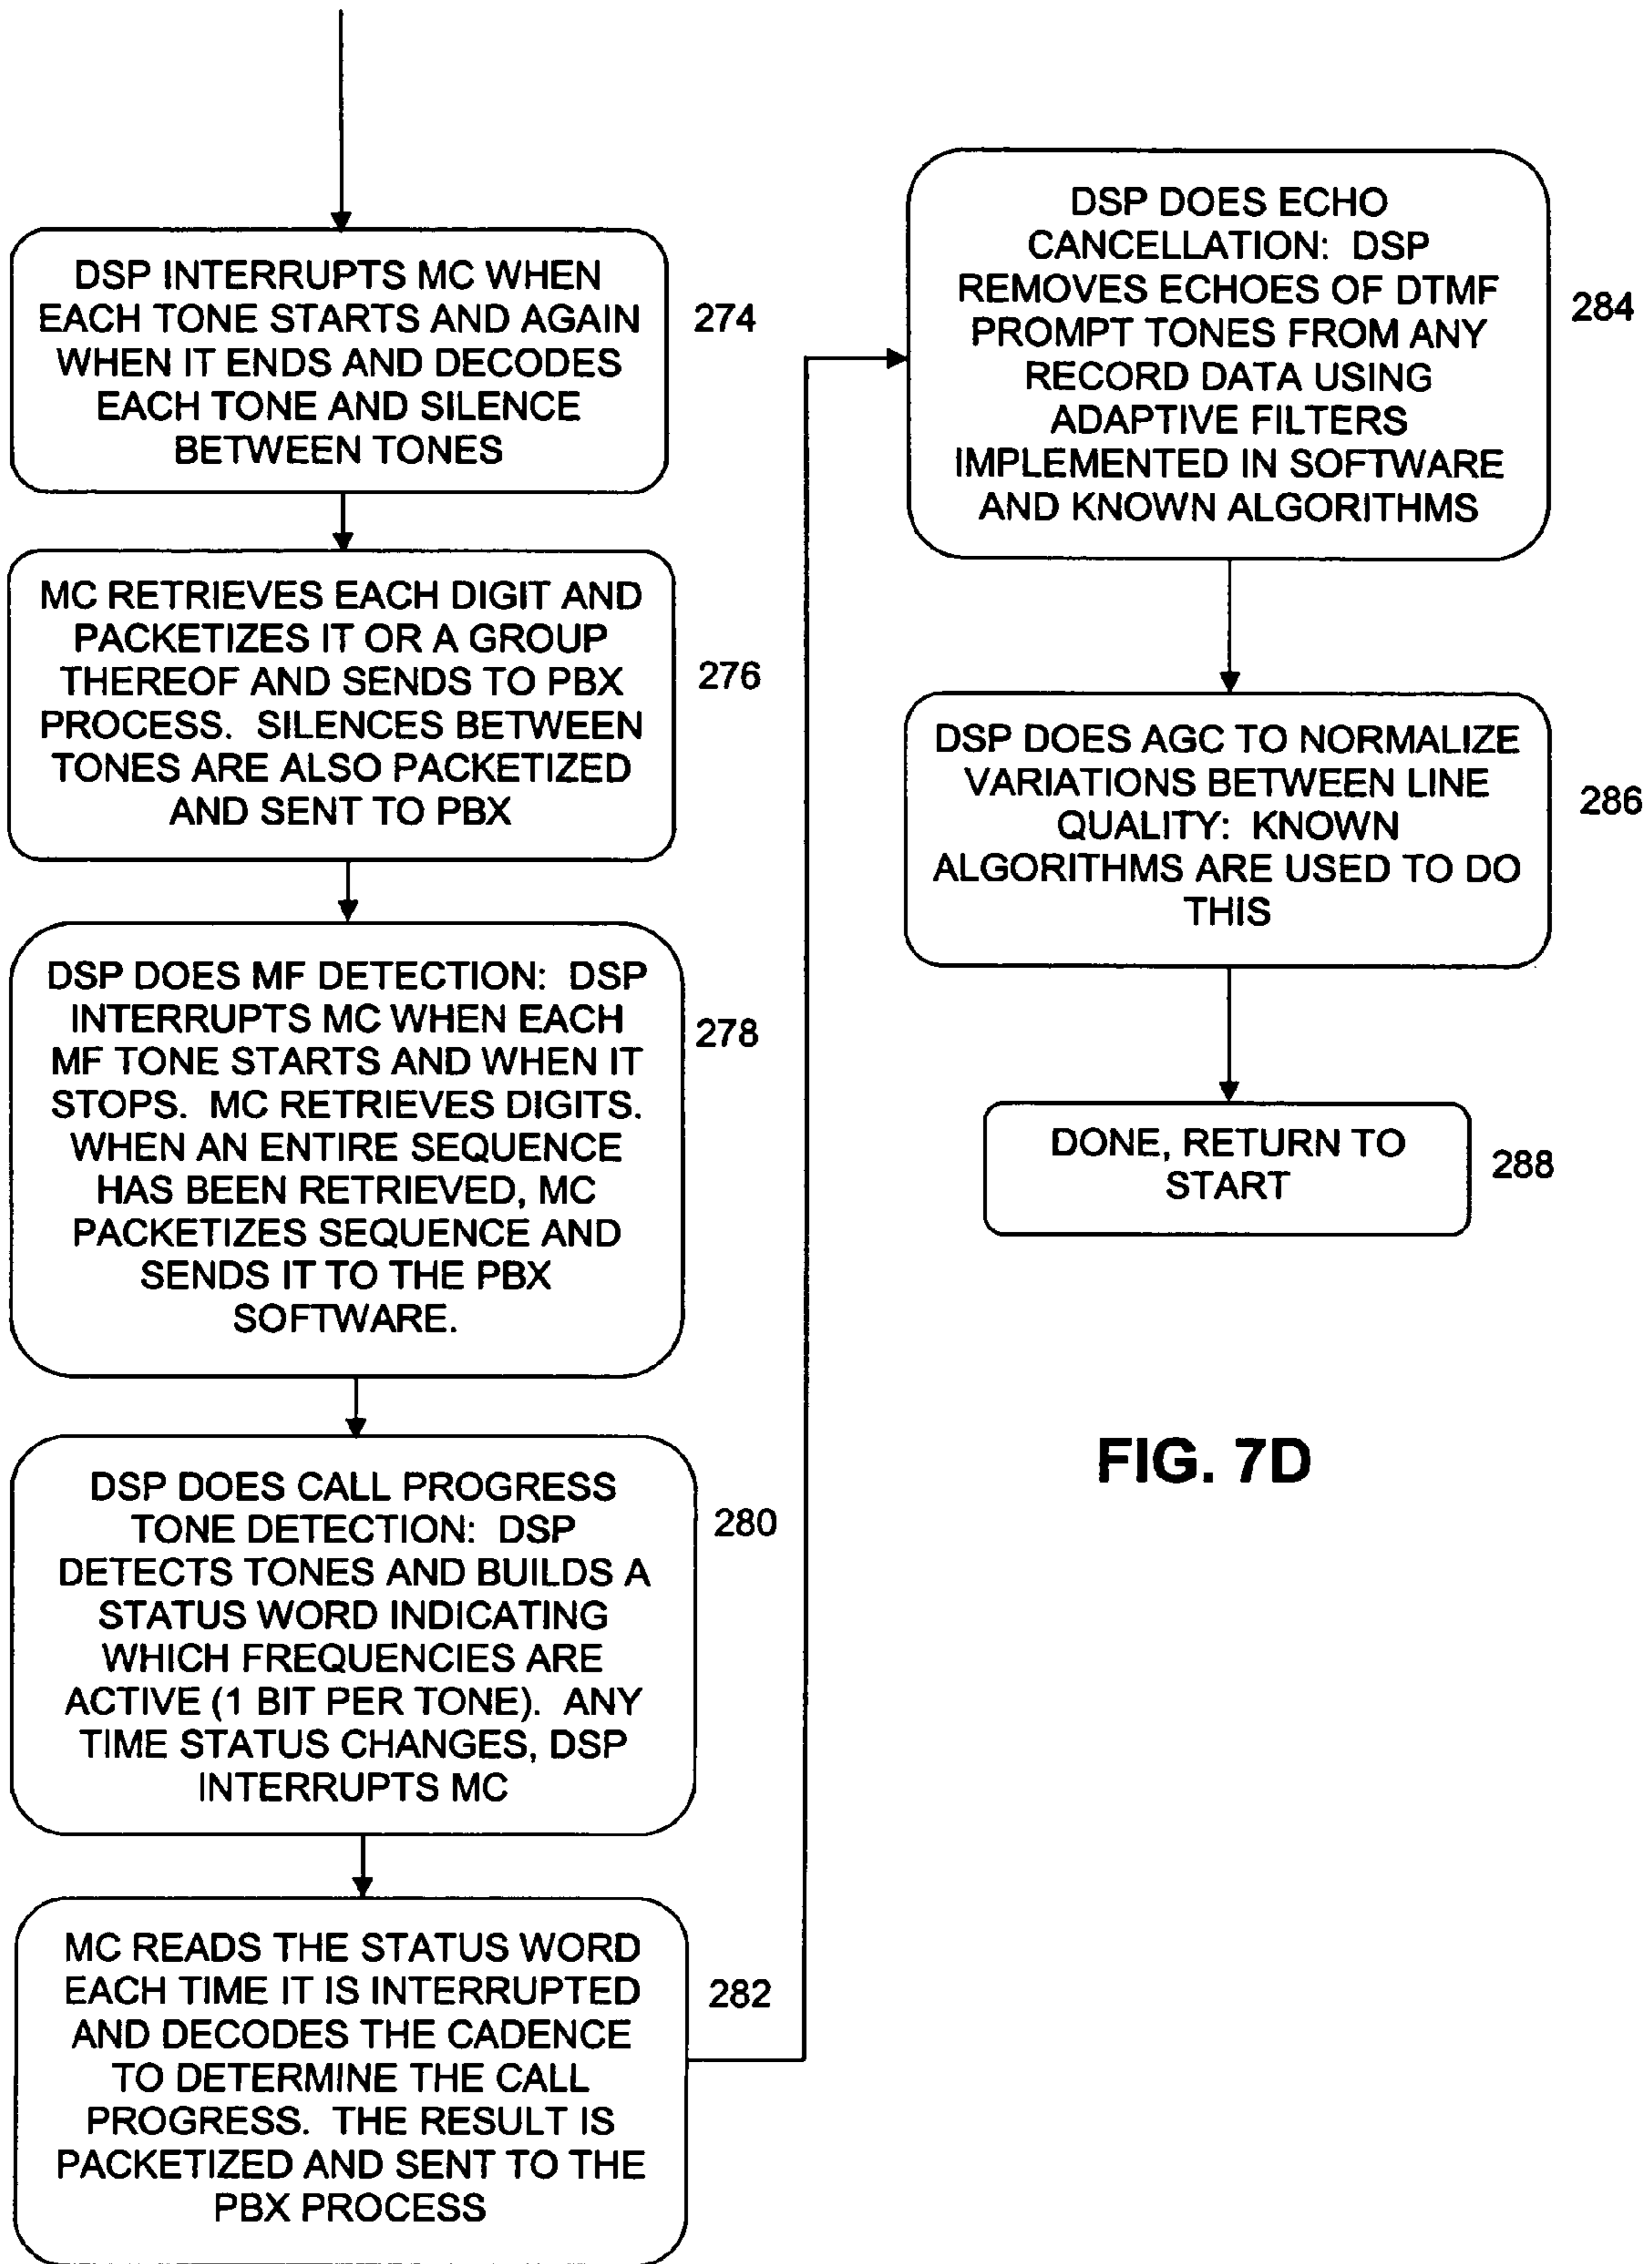 DSP INTERRUPTS MC WHEN
EACH TONE STARTS AND AGAIN
WHEN IT ENDS AND DECODES
EACH TONE AND SILENCE
BETWEEN TONES
274
MC RETRIEVES EACH DIGIT AND
PACKETIZES IT OR A GROUP
THEREOF AND SENDS TO PBX
PROCESS. SILENCES BETWEEN
TONES ARE ALSO PACKETIZED
AND SENT TO PBX
276
DSP DOES MF DETECTION: DSP
INTERRUPTS MC WHEN EACH
MF TONE STARTS AND WHEN IT
STOPS. MC RETRIEVES DIGITS.
WHEN AN ENTIRE SEQUENCE
HAS BEEN RETRIEVED, MC
PACKETIZES SEQUENCE AND
SENDS IT TO THE PBX
SOFTWARE.
278
DSP DOES CALL PROGRESS
TONE DETECTION: DSP
DETECTS TONES AND BUILDS A
STATUS WORD INDICATING
WHICH FREQUENCIES ARE
ACTIVE (1 BIT PER TONE). ANY
TIME STATUS CHANGES, DSP
INTERRUPTS MC
280
MC READS THE STATUS WORD
EACH TIME IT IS INTERRUPTED
AND DECODES THE CADENCE
TO DETERMINE THE CALL
PROGRESS. THE RESULT IS
PACKETIZED AND SENT TO THE
PBX PROCESS
282
DSP DOES ECHO
CANCELLATION: DSP
REMOVES ECHOES OF DTMF
PROMPT TONES FROM ANY
RECORD DATA USING
ADAPTIVE FILTERS
IMPLEMENTED IN SOFTWARE
AND KNOWN ALGORITHMS
284
DSP DOES AGC TO NORMALIZE
VARIATIONS BETWEEN LINE
QUALITY: KNOWN
ALGORITHMS ARE USED TO DO
THIS
286
DONE, RETURN TO
START
288
FIG. 7D